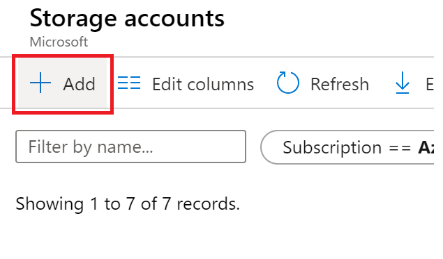 Storage accounts
Microsoft
Add Edit columns Refresh
Filter by name... Subscription ==
Showing 1 to 7 of 7 records.